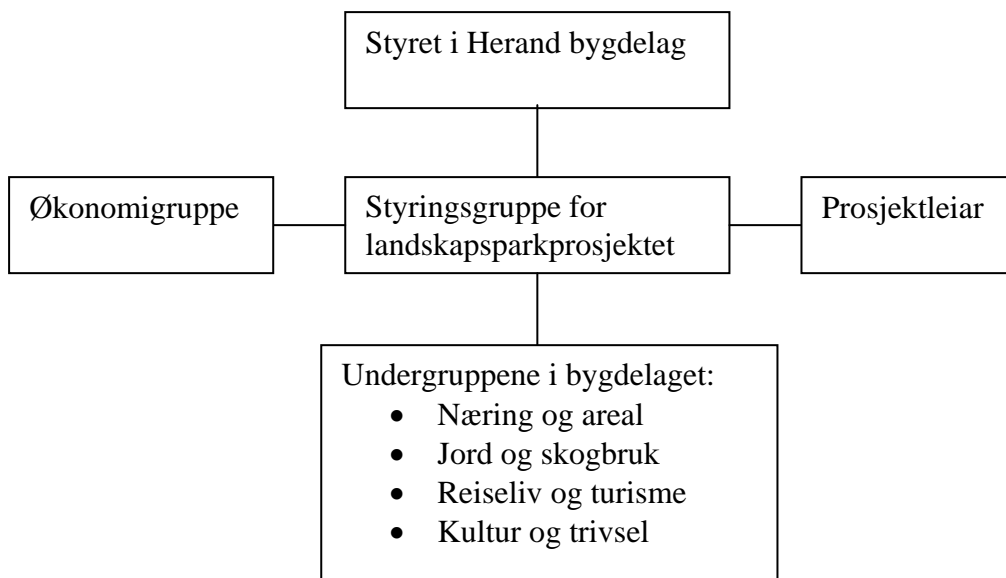 Styret i Herand bygdelag
Økonomigruppe
Styringsgruppe for
landskapsparkprosjektet
Prosjektleiar
Undergruppene i bygdelaget:
• Næring og areal
• Jord og skogbruk
• Reiseliv og turisme
• Kultur og trivsel